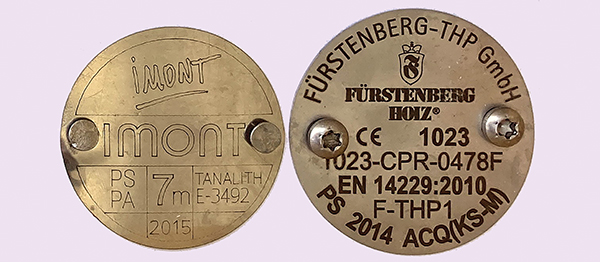 imont
imont
PS
PA
7m
TANALITH
E-3492
2015
FÜRSTENBERG-THP GmbH
F
FÜRSTENBERG
HOLZ®
CE 1023
1023-CPR-0478F
EN 14229:2010
F-THP1
PS 2014 ACQ(KS-M)